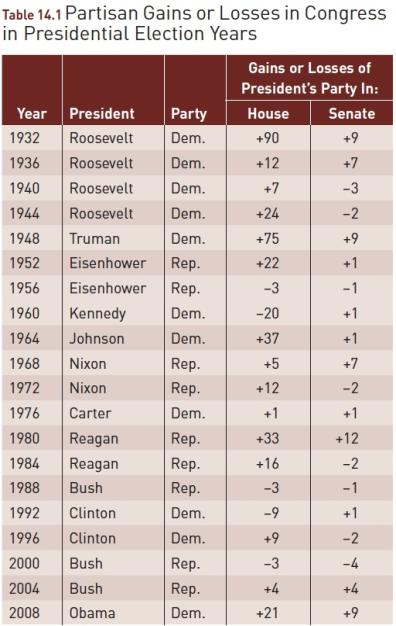 Table 14.1 Partisan Gains or Losses in Congress
in Presidential Election Years
Gains or Losses of
President's Party In:
Year President Party House Senate
1932 Roosevelt Dem. +90 +9
1936 Roosevelt Dem. +12 +7
1940 Roosevelt Dem. +7 −3
1944 Roosevelt Dem. +24 −2
1948 Truman Dem. +75 +9
1952 Eisenhower Rep. +22 +1
1956 Eisenhower Rep. −3 −1
1960 Kennedy Dem. −20 +1
1964 Johnson Dem. +37 +1
1968 Nixon Rep. +5 +7
1972 Nixon Rep. +12 −2
1976 Carter Dem. +1 +1
1980 Reagan Rep. +33 +12
1984 Reagan Rep. +16 −2
1988 Bush Rep. −3 −1
1992 Clinton Dem. −9 +1
1996 Clinton Dem. +9 −2
2000 Bush Rep. −3 −4
2004 Bush Rep. +4 +4
2008 Obama Dem. +21 +9